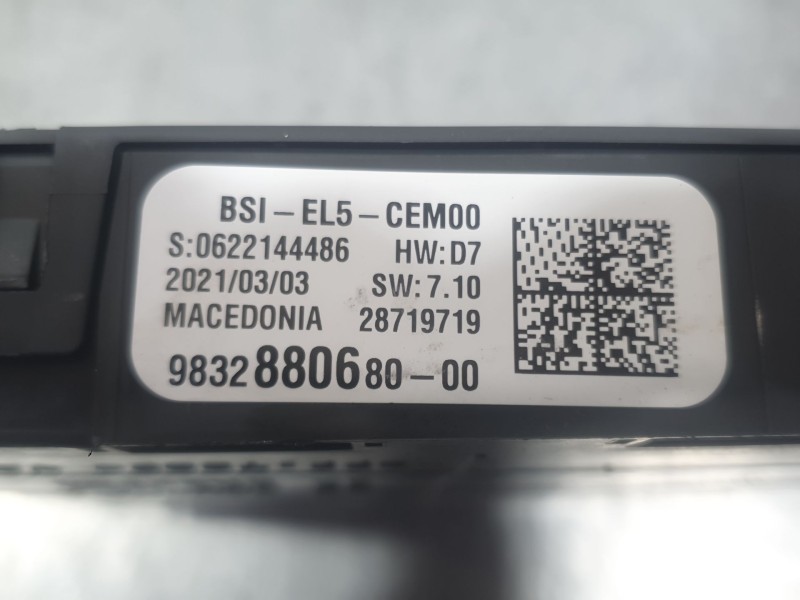 BSI-EL5-CEM00
S:0622144486 HW:D7
2021/03/03 SW:7.10
MACEDONIA 28719719
9832880680-00